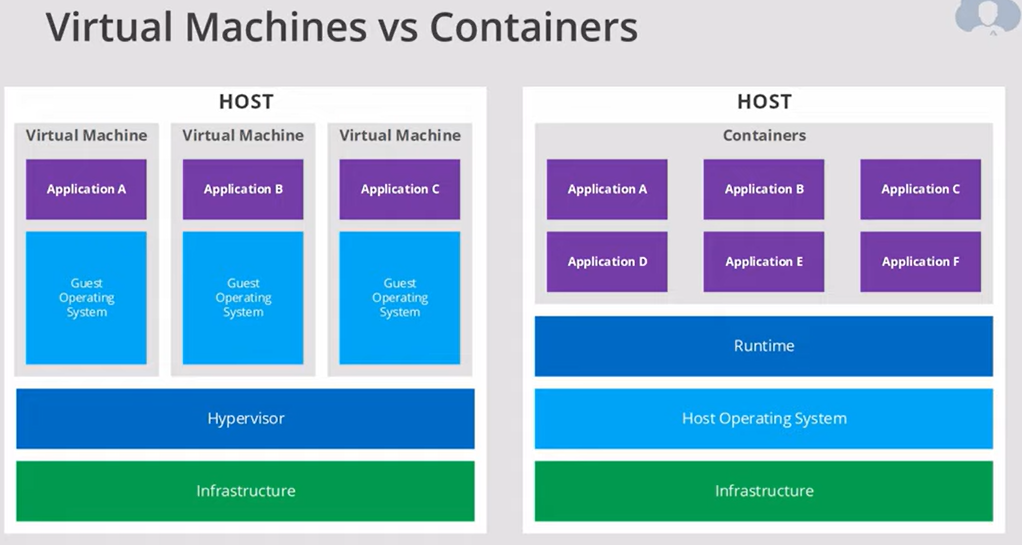 Virtual Machines vs Containers
HOST
Virtual Machine
Virtual Machine
Virtual Machine
Application A
Application B
Application C
Guest
Operating
System
Guest
Operating
System
Guest
Operating
System
Hypervisor
Infrastructure
HOST
Containers
Application A
Application B
Application C
Application D
Application E
Application F
Runtime
Host Operating System
Infrastructure